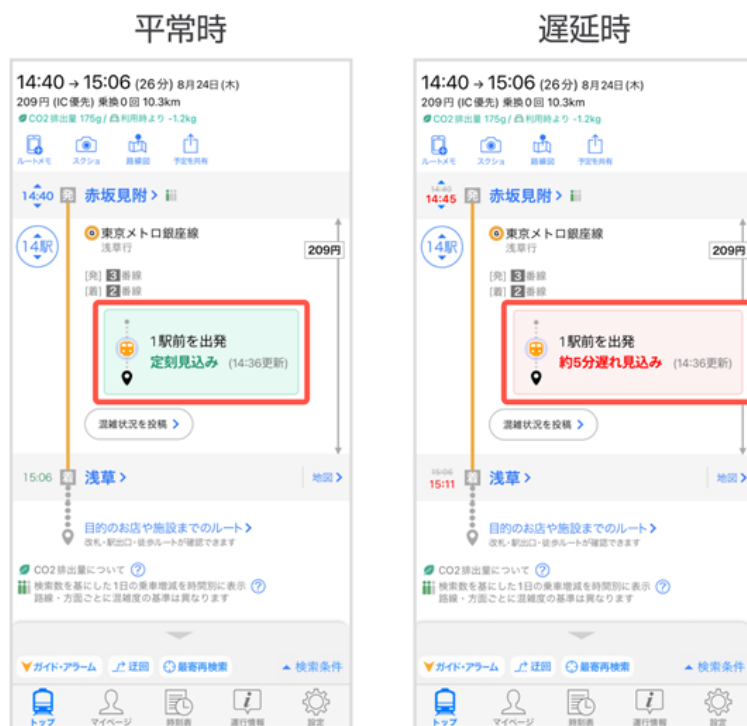 平常時
14:40 → 15:06 (26分) 8月24日(木)
209円 (IC優先) 乗換0回 10.3km
CO2排出量 175g / 利用時より -1.2kg
ルートメモ スクショ 路線図 予定を共有
14:40 発 赤坂見附
14駅
G 東京メトロ銀座線
浅草行
209円
[発] 3 番線
[着] 2 番線
1駅前を出発
定刻見込み (14:36更新)
混雑状況を投稿
15:06 着 浅草 地図
目的のお店や施設までのルート
改札・駅出口・徒歩ルートが確認できます
CO2排出量について ?
検索数を基にした1日の乗車増減を時間別に表示 ?
路線・方面ごとに混雑度の基準は異なります
ガイド・アラーム 迂回 最寄再検索 検索条件
トップ マイページ 時刻表 運行情報 設定
遅延時
14:40 → 15:06 (26分) 8月24日(木)
209円 (IC優先) 乗換0回 10.3km
CO2排出量 175g / 利用時より -1.2kg
ルートメモ スクショ 路線図 予定を共有
14:40
14:45 発 赤坂見附
14駅
G 東京メトロ銀座線
浅草行
209円
[発] 3 番線
[着] 2 番線
1駅前を出発
約5分遅れ見込み (14:36更新)
混雑状況を投稿
15:06
15:11 着 浅草 地図
目的のお店や施設までのルート
改札・駅出口・徒歩ルートが確認できます
CO2排出量について ?
検索数を基にした1日の乗車増減を時間別に表示 ?
路線・方面ごとに混雑度の基準は異なります
ガイド・アラーム 迂回 最寄再検索 検索条件
トップ マイページ 時刻表 運行情報 設定